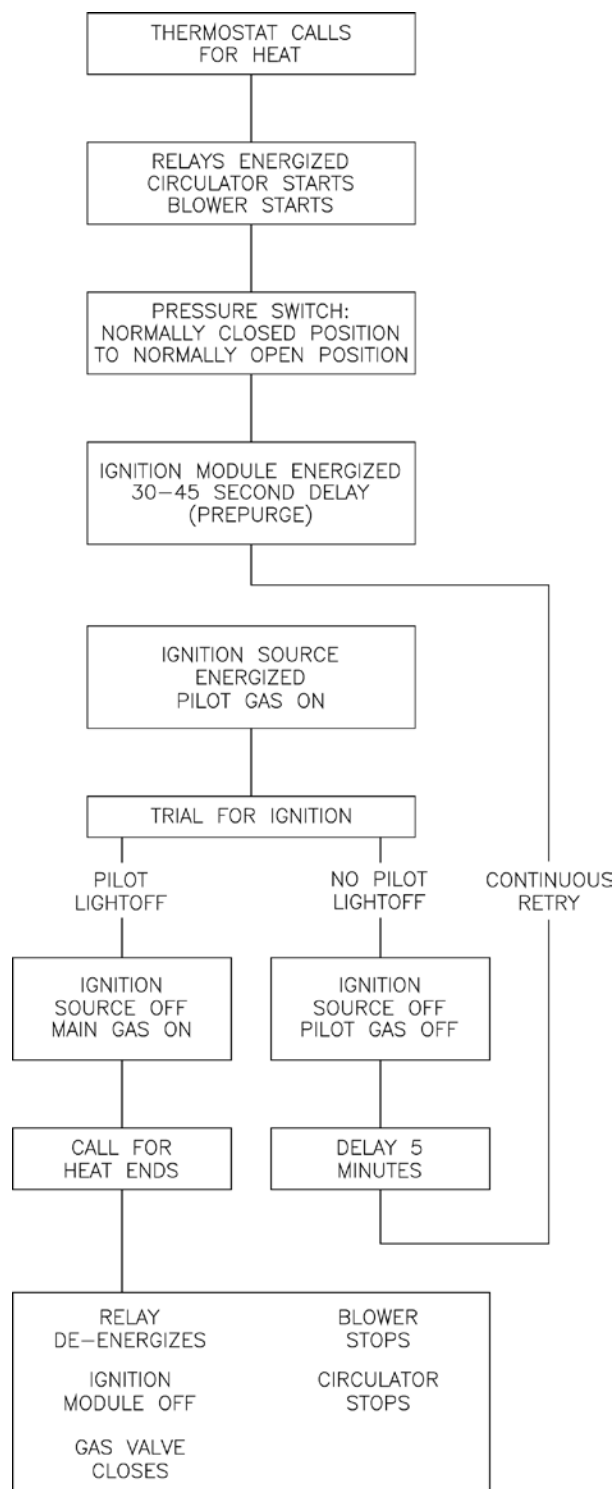 THERMOSTAT CALLS
FOR HEAT
RELAYS ENERGIZED
CIRCULATOR STARTS
BLOWER STARTS
PRESSURE SWITCH:
NORMALLY CLOSED POSITION
TO NORMALLY OPEN POSITION
IGNITION MODULE ENERGIZED
30-45 SECOND DELAY
(PREPURGE)
IGNITION SOURCE
ENERGIZED
PILOT GAS ON
TRIAL FOR IGNITION
PILOT
LIGHTOFF
NO PILOT
LIGHTOFF
CONTINUOUS
RETRY
IGNITION
SOURCE OFF
MAIN GAS ON
IGNITION
SOURCE OFF
PILOT GAS OFF
CALL FOR
HEAT ENDS
DELAY 5
MINUTES
RELAY
DE-ENERGIZES
BLOWER
STOPS
IGNITION
MODULE OFF
CIRCULATOR
STOPS
GAS VALVE
CLOSES